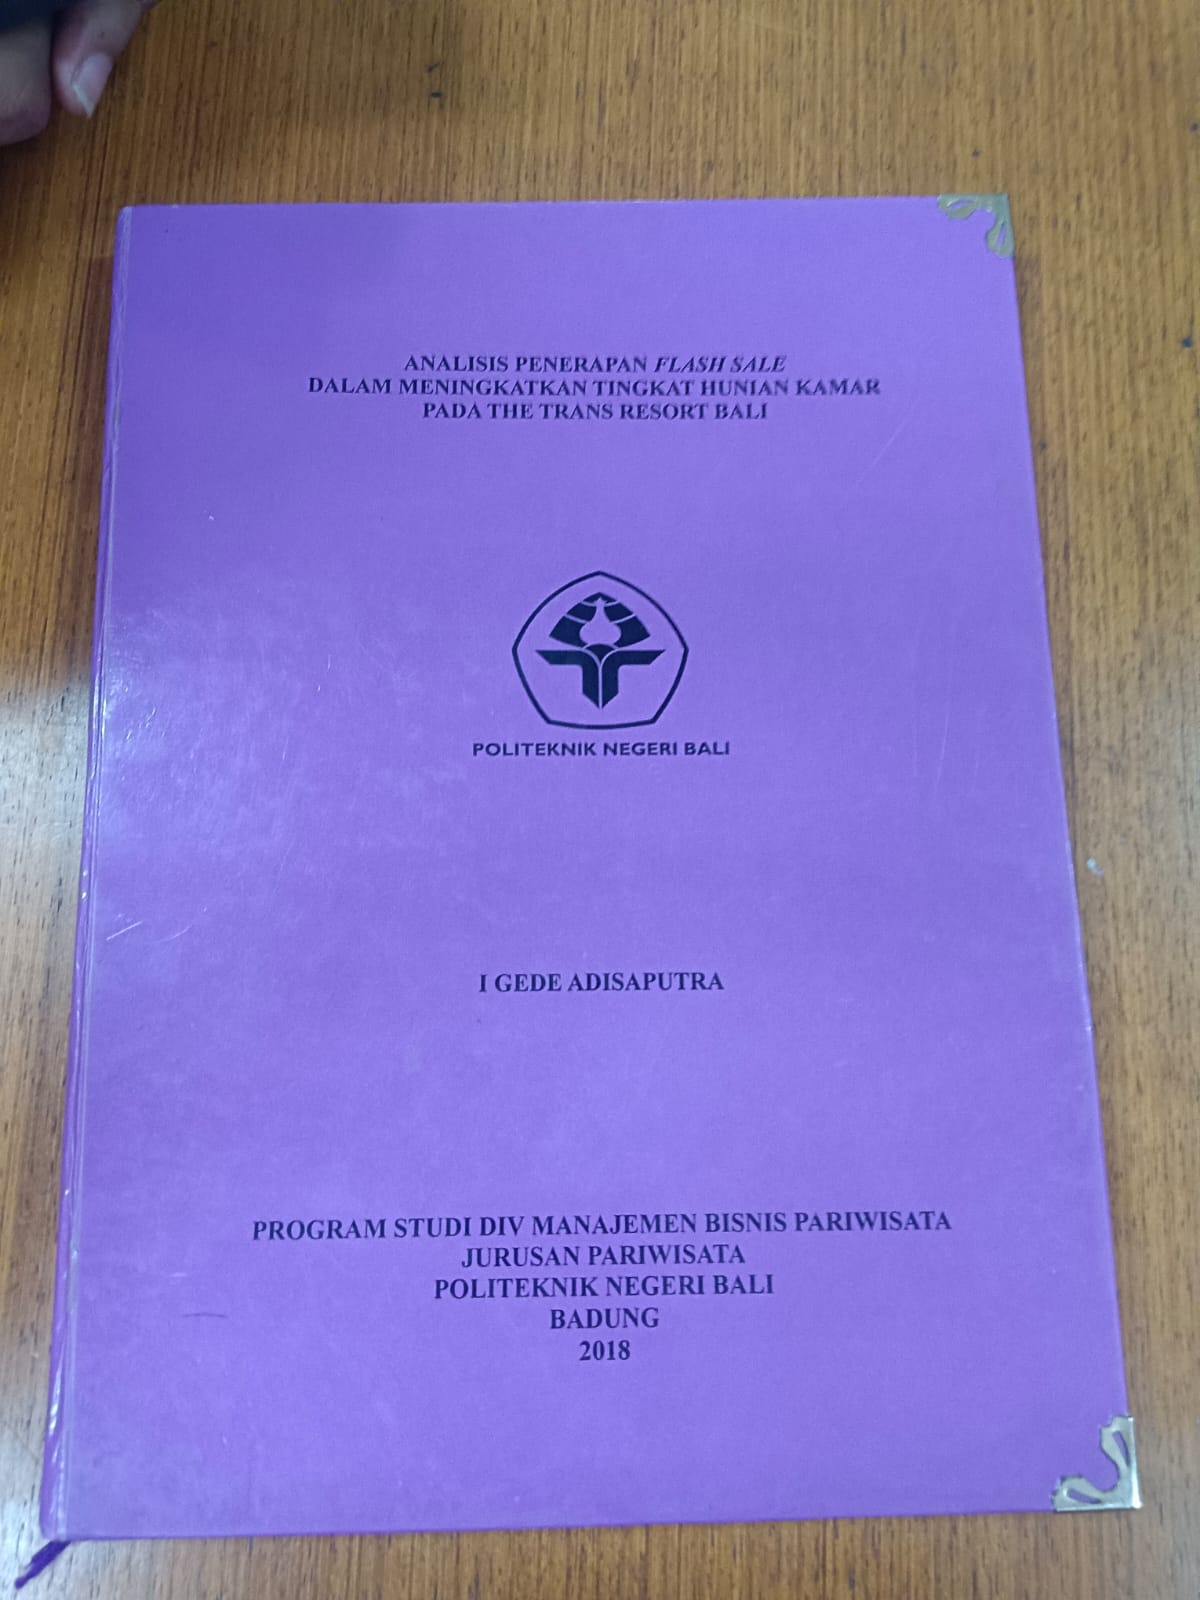 ANALISIS PENERAPAN FLASH SALE
DALAM MENINGKATKAN TINGKAT HUNIAN KAMAR
PADA THE TRANS RESORT BALI
POLITEKNIK NEGERI BALI
I GEDE ADISAPUTRA
PROGRAM STUDI DIV MANAJEMEN BISNIS PARIWISATA
JURUSAN PARIWISATA
POLITEKNIK NEGERI BALI
BADUNG
2018